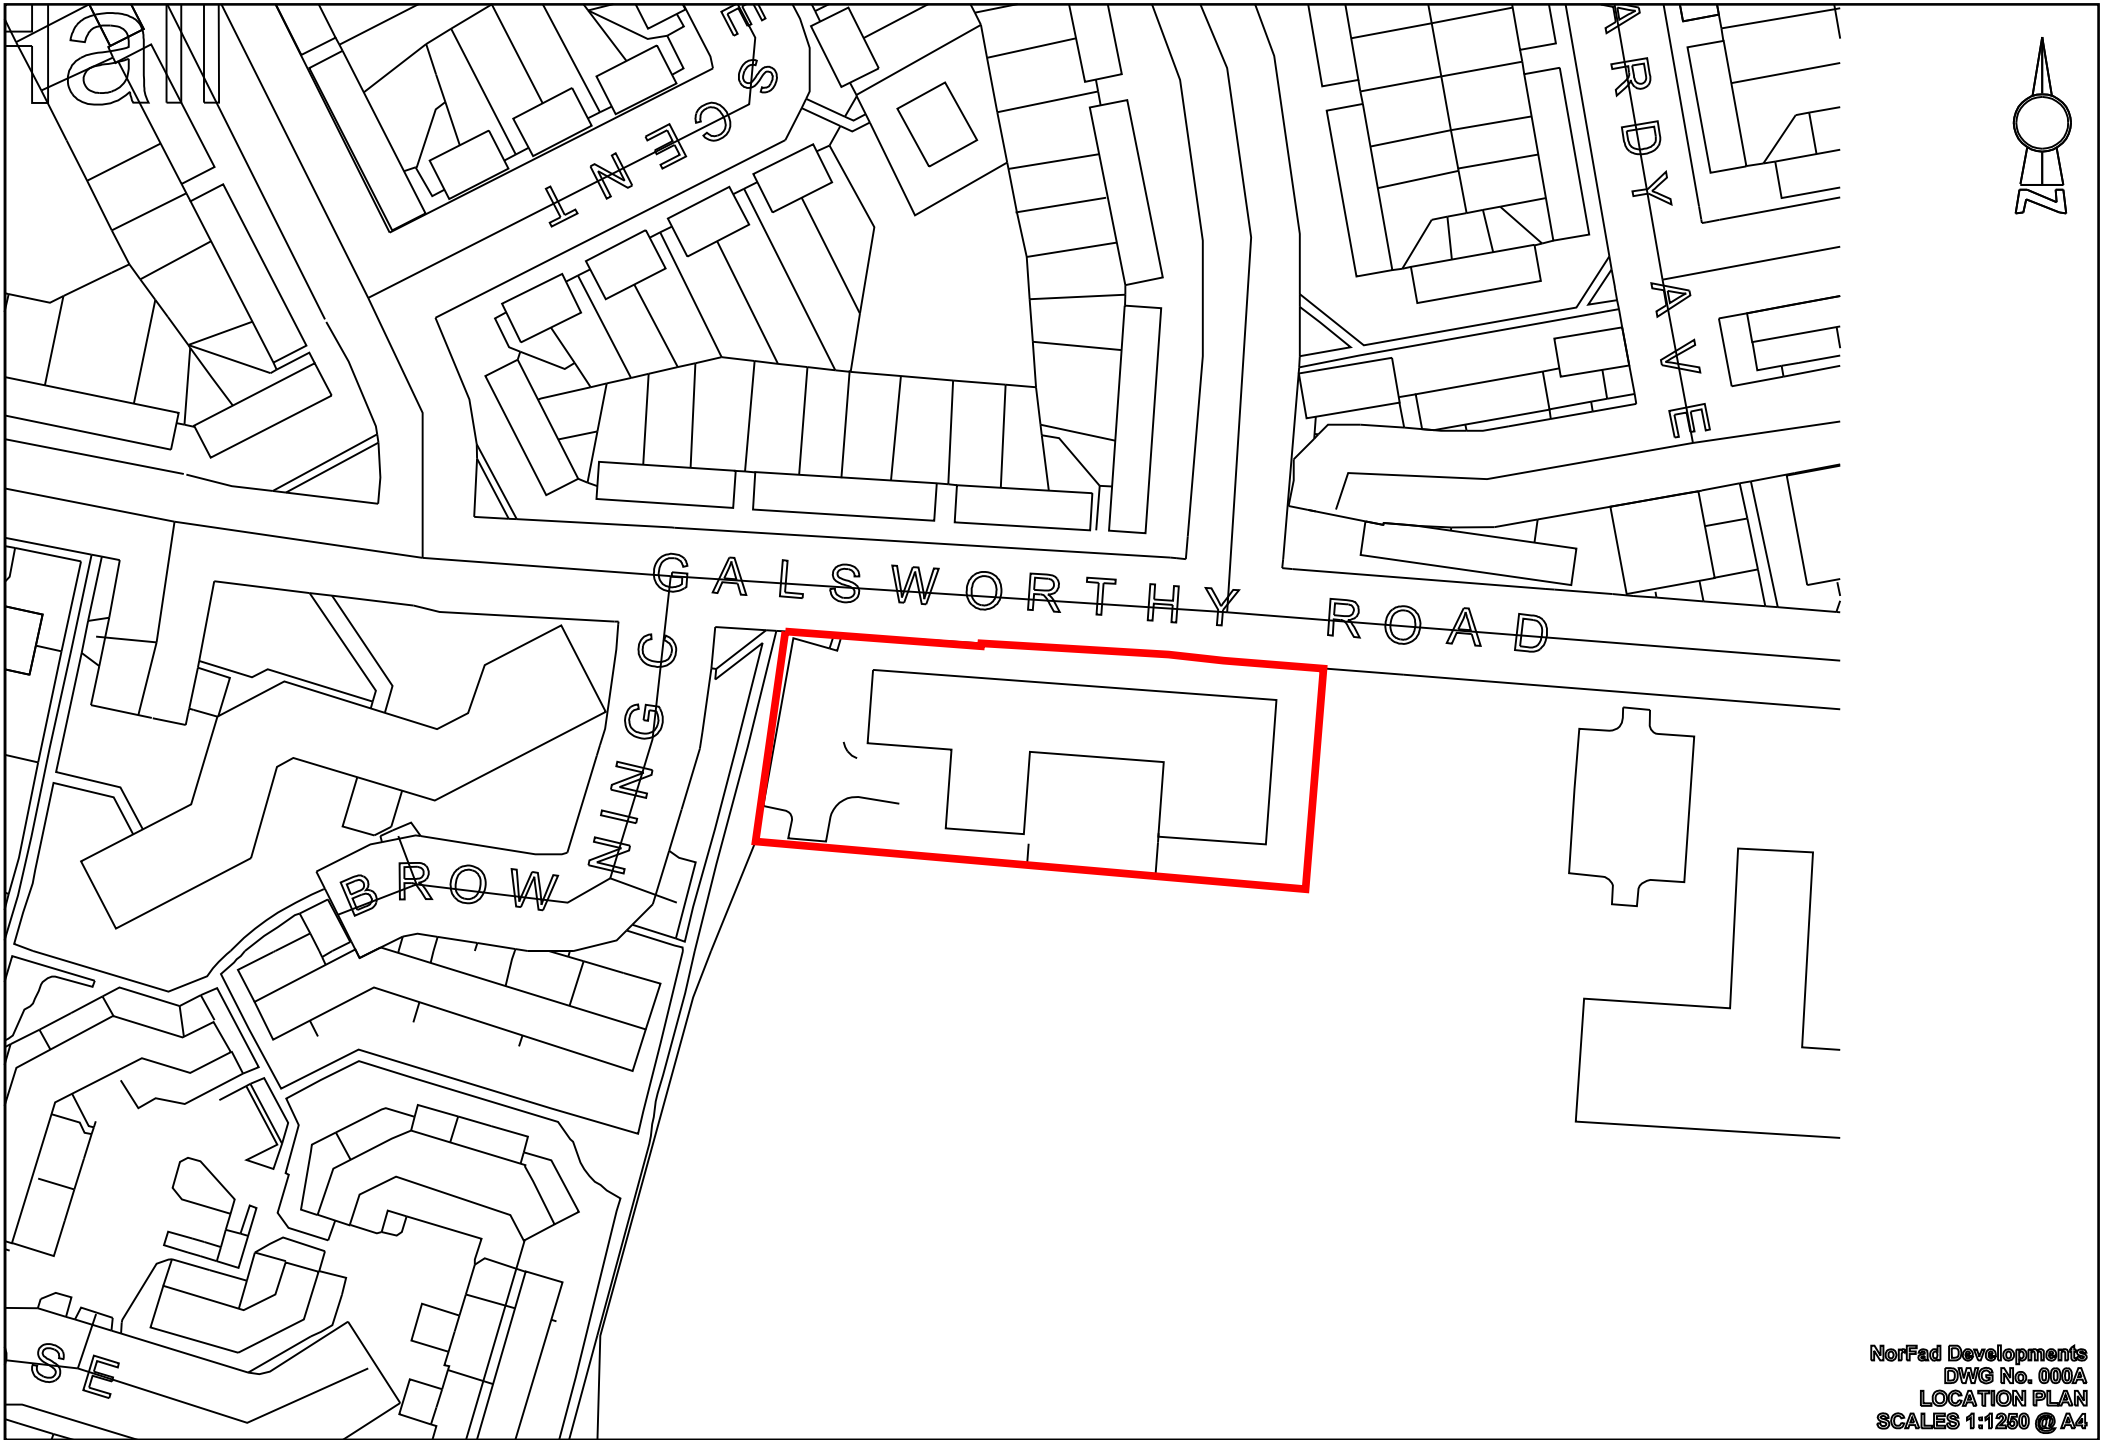 SCENT
ARDY AVE
GALSWORTHY ROAD
BROWNING C
SE
N
NorFad Developments
DWG No. 000A
LOCATION PLAN
SCALES 1:1250 @ A4